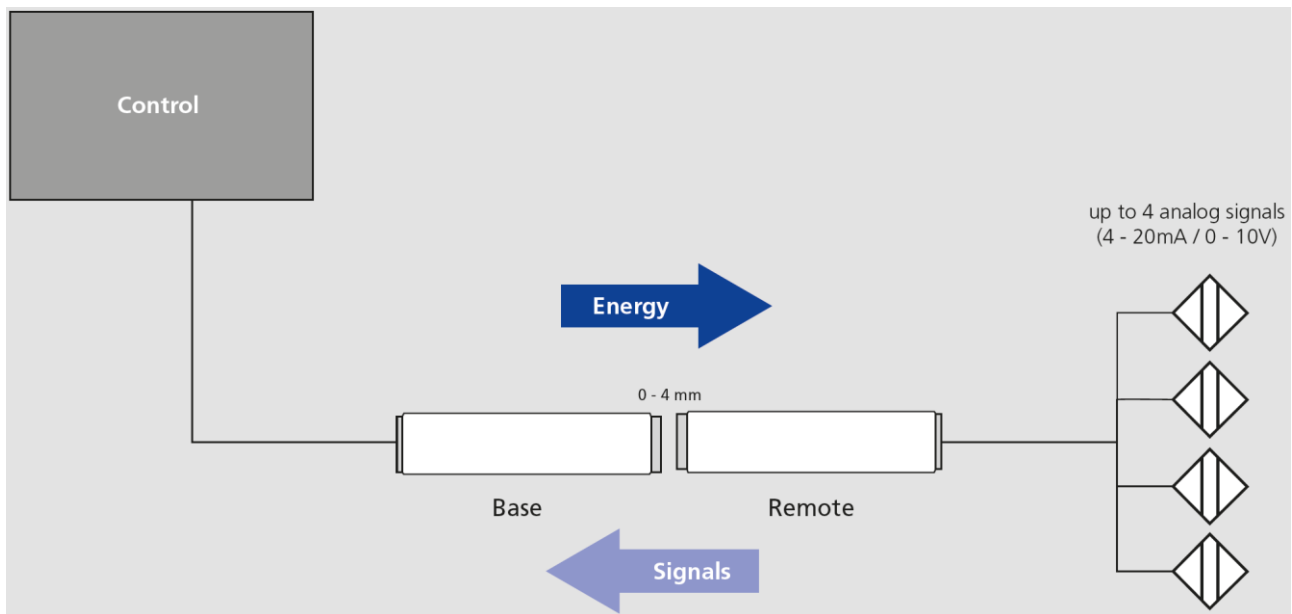 Control
up to 4 analog signals
(4 - 20mA / 0 - 10V)
Energy
0 - 4 mm
Base
Remote
Signals